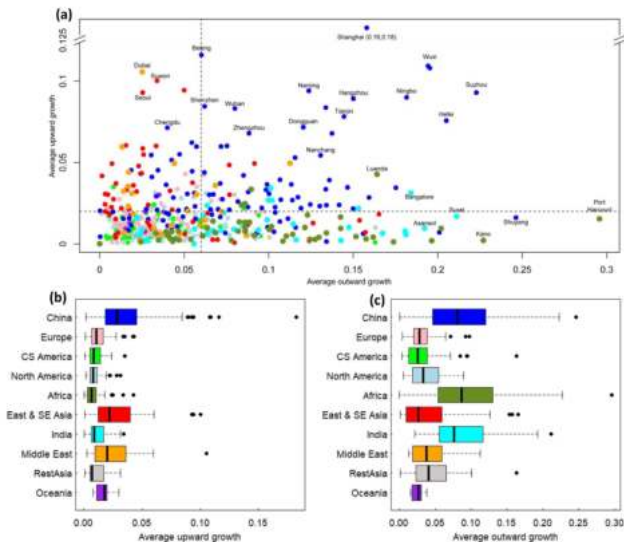 (a)
0.125
Shanghai (0.16,0.18)
Beijing
Wuxi
Dubai
0.1
Suwon
Nanjing
Hangzhou
Ningbo
Suzhou
Seoul
Shenzhen
Wuhan
Tianjin
Hefei
Chengdu
Zhengzhou
Dongguan
Nanchang
0.05
Luanda
Bangalore
Surat
Port Harcourt
Asansol
Shuyang
Kano
0
Average upward growth
0.0
0.05
0.1
0.15
0.2
0.25
0.3
Average outward growth
(b)
China
Europe
CS America
North America
Africa
East & SE Asia
India
Middle East
RestAsia
Oceania
0.00 0.05 0.10 0.15
Average upward growth
(c)
China
Europe
CS America
North America
Africa
East & SE Asia
India
Middle East
RestAsia
Oceania
0.00 0.05 0.10 0.15 0.20 0.25 0.30
Average outward growth